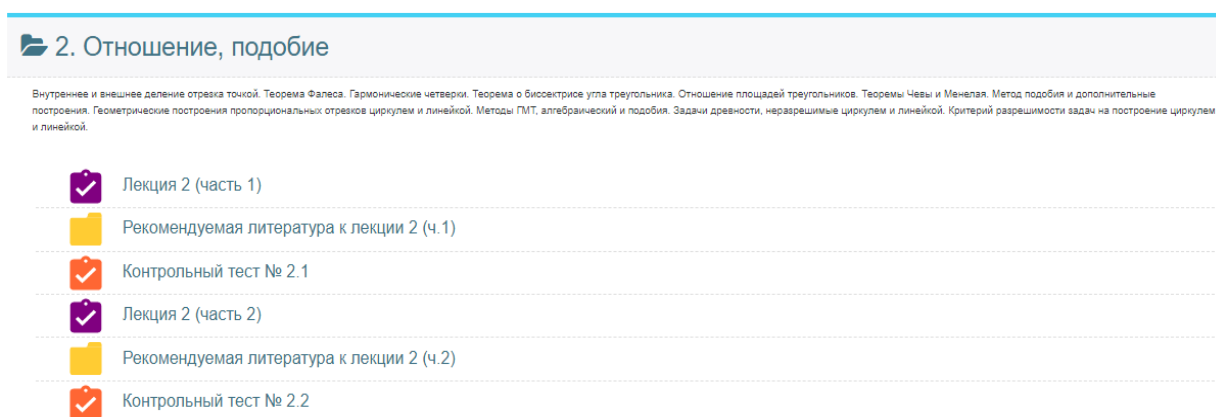 2. Отношение, подобие
Внутреннее и внешнее деление отрезка точкой. Теорема Фалеса. Гармонические четверки. Теорема о биссектрисе угла треугольника. Отношение площадей треугольников. Теоремы Чевы и Менелая. Метод подобия и дополнительные
построения. Геометрические построения пропорциональных отрезков циркулем и линейкой. Методы ГМТ, алгебраический и подобия. Задачи древности, неразрешимые циркулем и линейкой. Критерий разрешимости задач на построение циркулем
и линейкой.
Лекция 2 (часть 1)
Рекомендуемая литература к лекции 2 (ч.1)
Контрольный тест № 2.1
Лекция 2 (часть 2)
Рекомендуемая литература к лекции 2 (ч.2)
Контрольный тест № 2.2